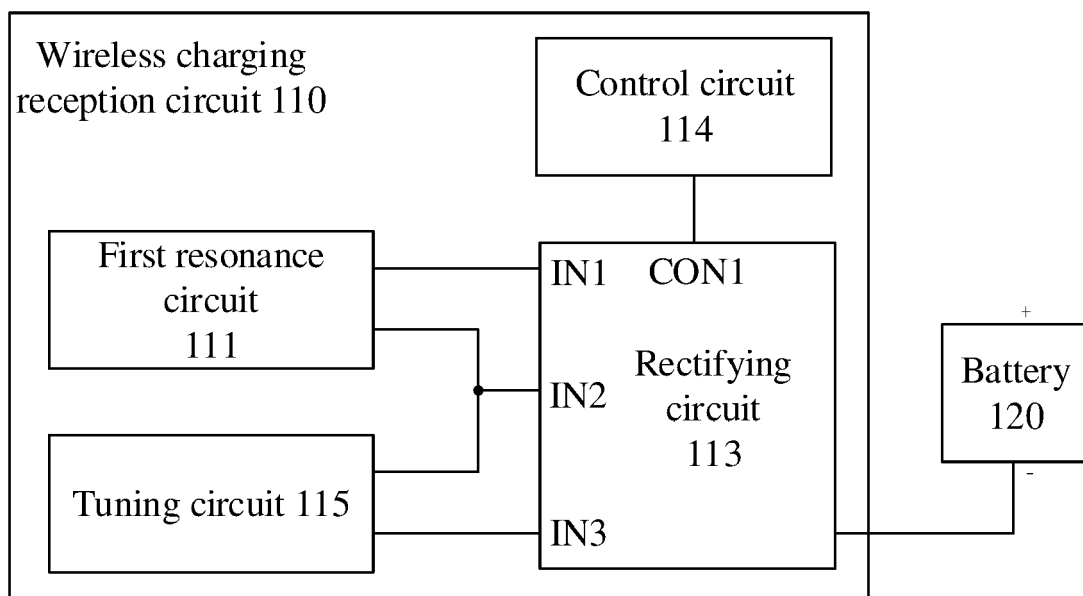 Wireless charging
reception circuit 110
Control circuit
114
First resonance
circuit
111
IN1
CON1
IN2
Rectifying
circuit
113
IN3
Tuning circuit 115
+
Battery
120
-